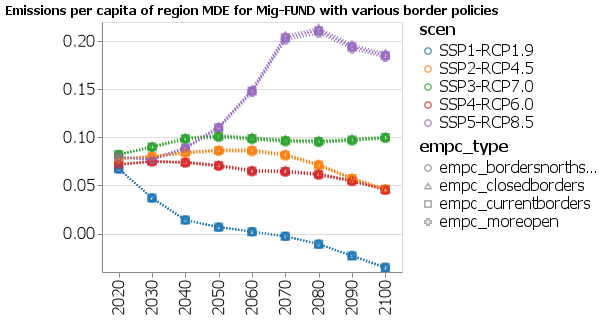 Emissions per capita of region MDE for Mig-FUND with various border policies
scen
SSP1-RCP1.9
SSP2-RCP4.5
SSP3-RCP7.0
SSP4-RCP6.0
SSP5-RCP8.5
empc_type
empc_bordersnorths...
empc_closedborders
empc_currentborders
empc_moreopen
0.20
0.15
0.10
0.05
0.00
2020
2030
2040
2050
2060
2070
2080
2090
2100